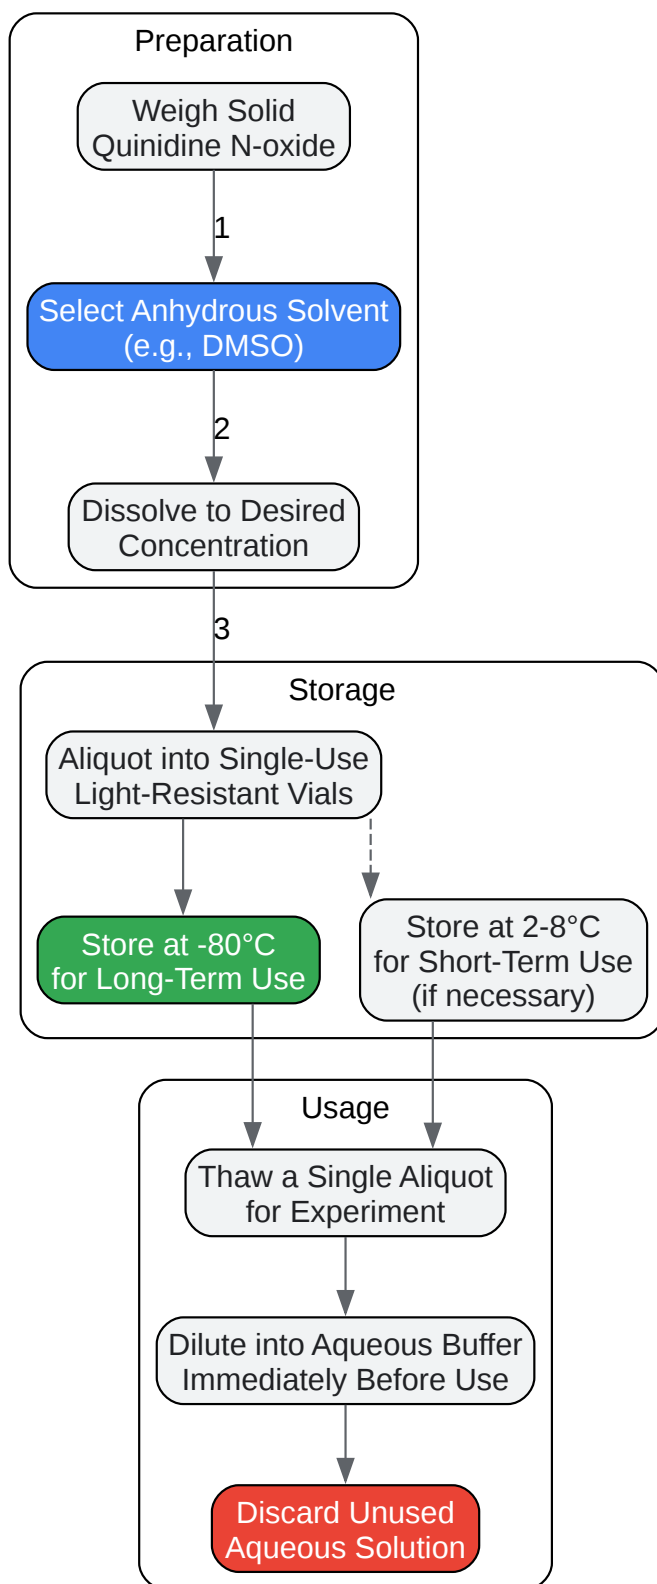 Preparation
Weigh Solid
Quinidine N-oxide
1
Select Anhydrous Solvent
(e.g., DMSO)
2
Dissolve to Desired
Concentration
3
Storage
Aliquot into Single-Use
Light-Resistant Vials
Store at -80°C
for Long-Term Use
Store at 2-8°C
for Short-Term Use
(if necessary)
Usage
Thaw a Single Aliquot
for Experiment
Dilute into Aqueous Buffer
Immediately Before Use
Discard Unused
Aqueous Solution